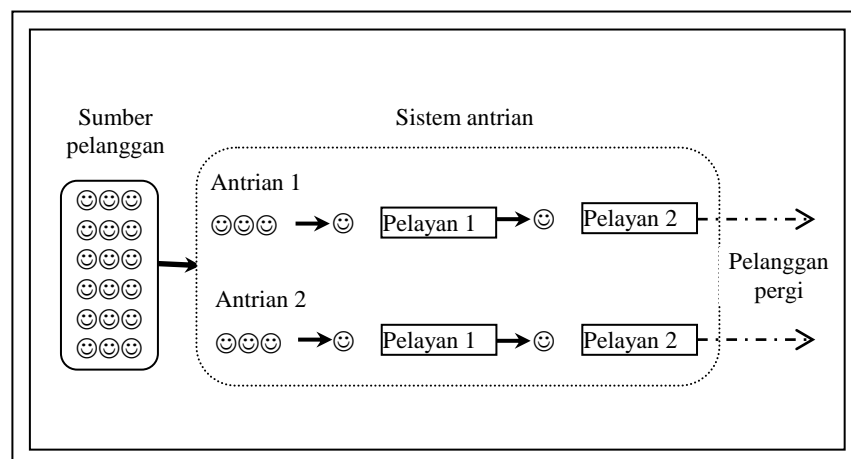 Sumber
pelanggan
Sistem antrian
Antrian 1
Pelayan 1
Pelayan 2
Antrian 2
Pelayan 1
Pelayan 2
Pelanggan
pergi